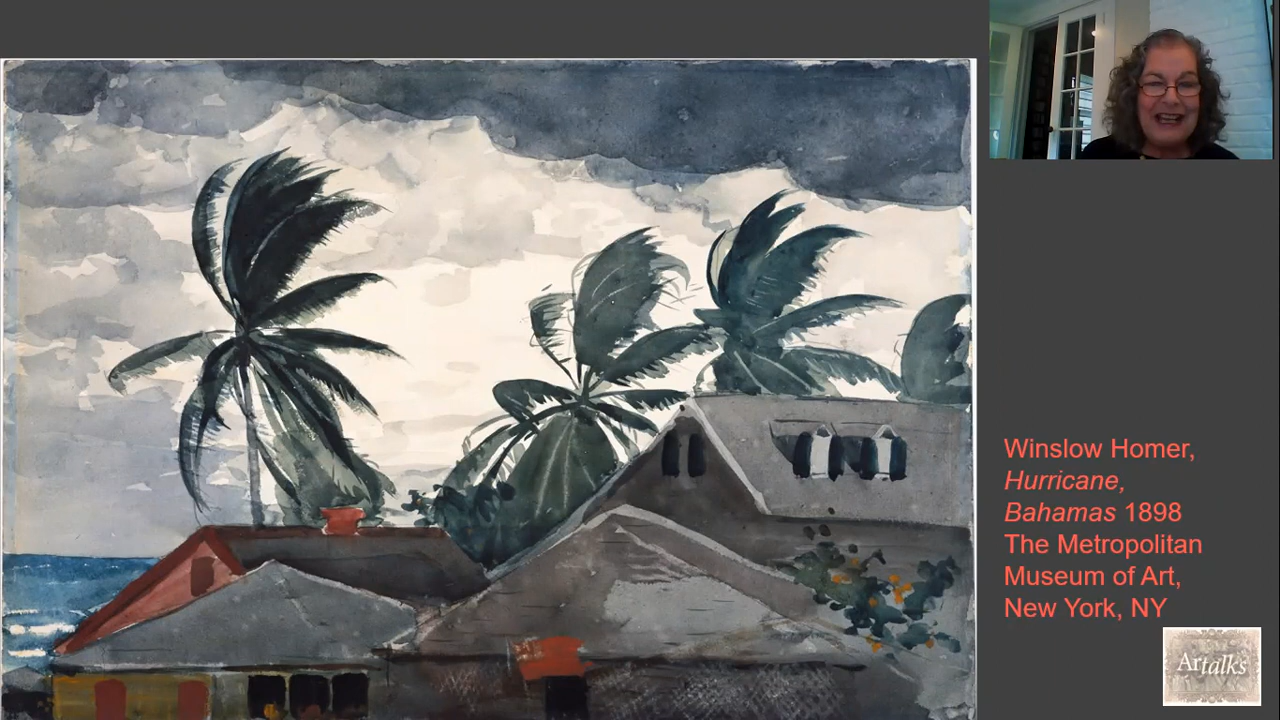 Winslow Homer,
Hurricane,
Bahamas 1898
The Metropolitan
Museum of Art,
New York, NY
Artalks